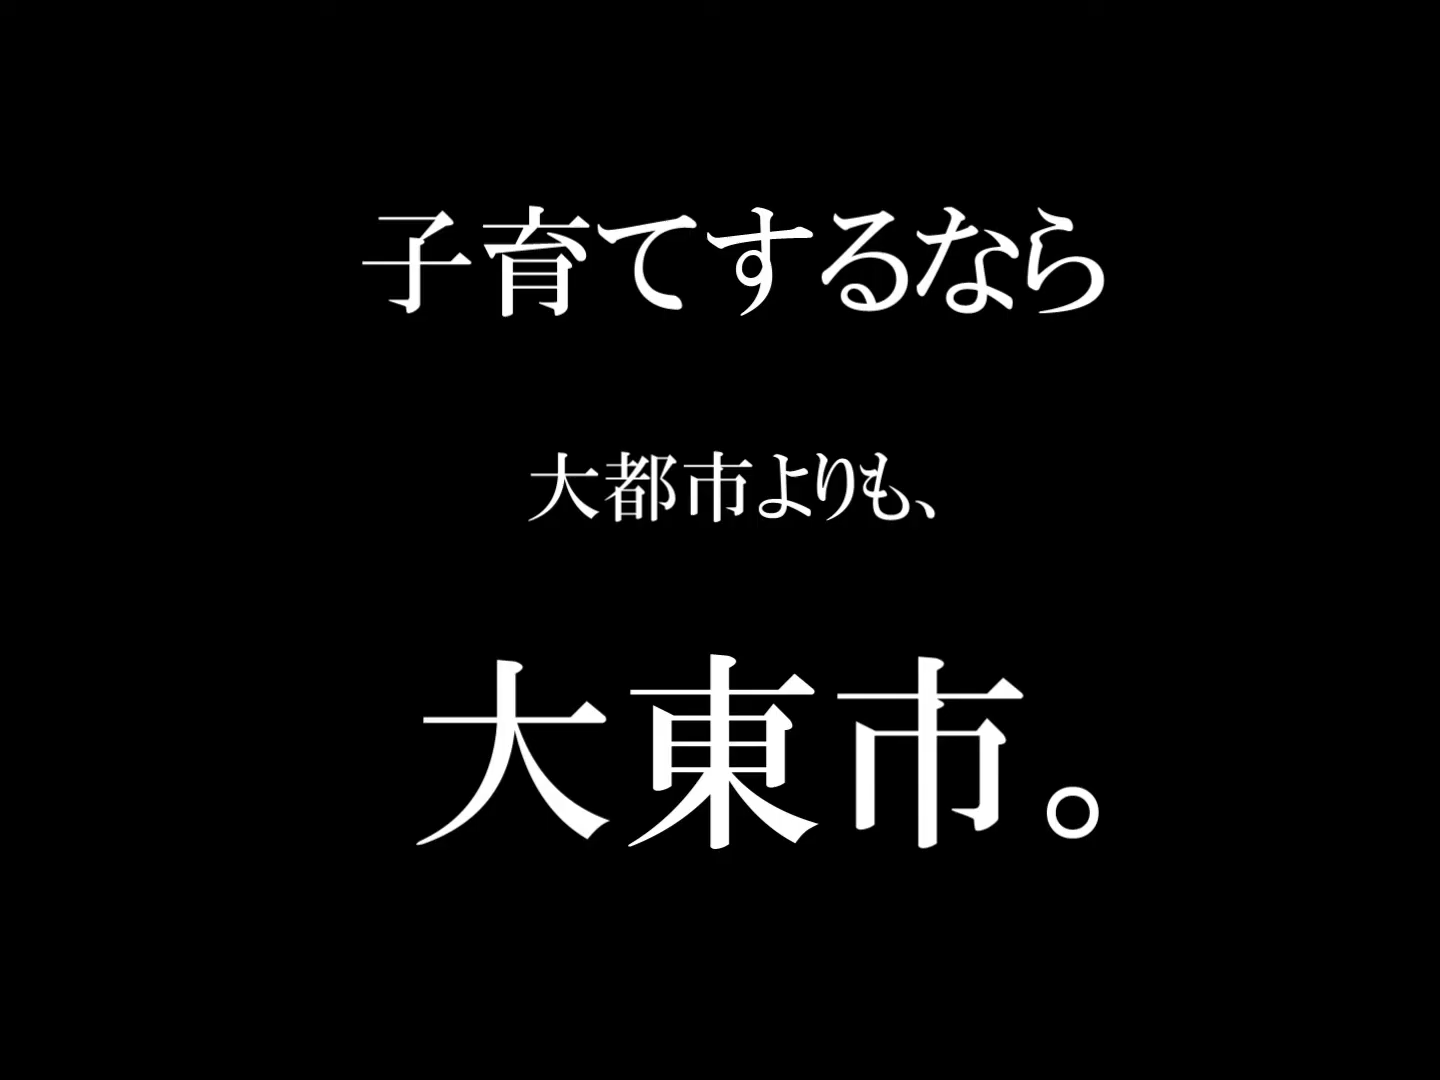 子育てするなら
大都市よりも、
大東市。